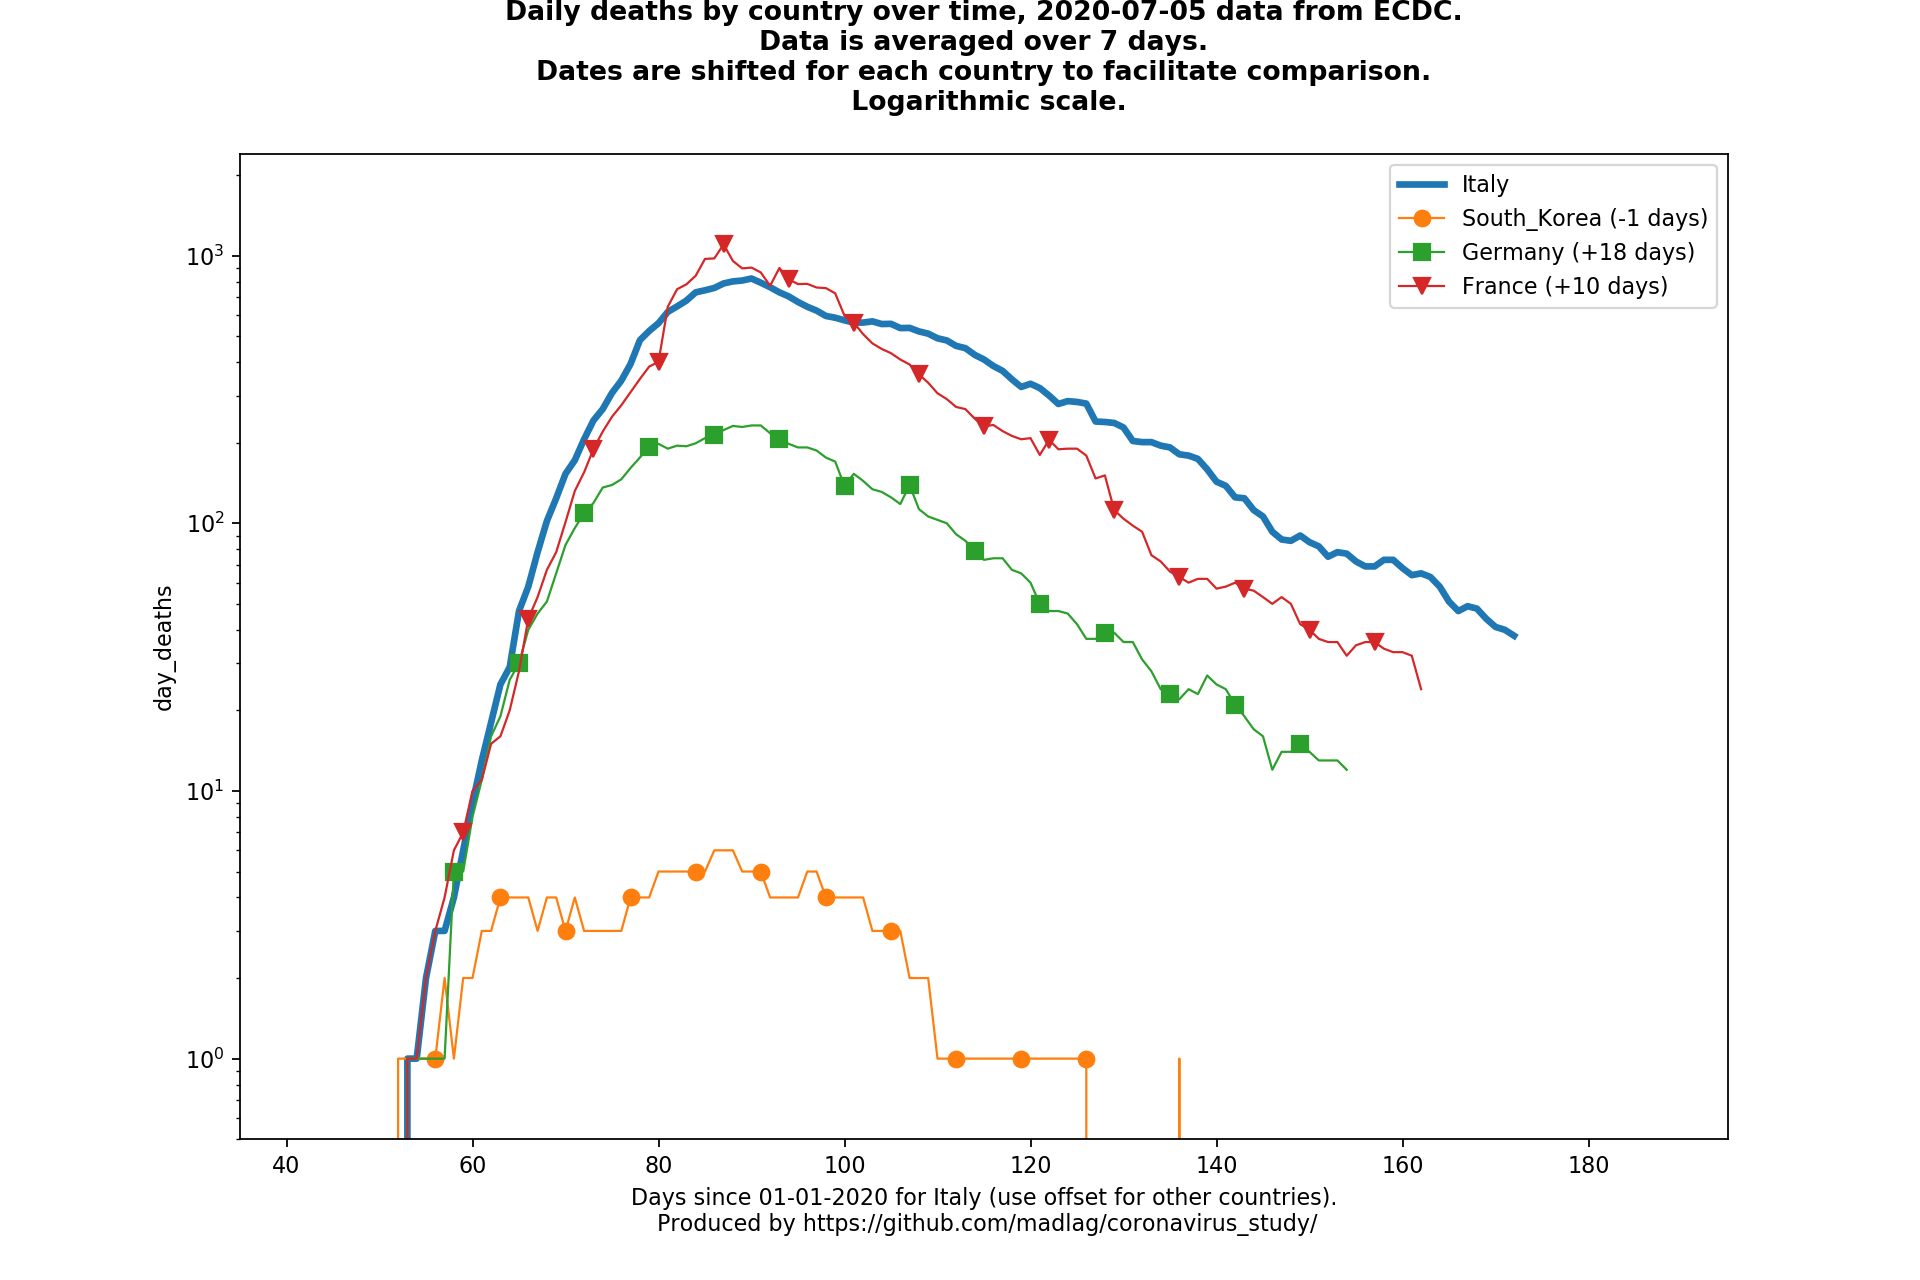 Daily deaths by country over time, 2020-07-05 data from ECDC.
Data is averaged over 7 days.
Dates are shifted for each country to facilitate comparison.
Logarithmic scale.
Italy
South_Korea (-1 days)
Germany (+18 days)
France (+10 days)
10³
10²
10¹
10⁰
day_deaths
40 60 80 100 120 140 160 180
Days since 01-01-2020 for Italy (use offset for other countries).
Produced by https://github.com/madlag/coronavirus_study/